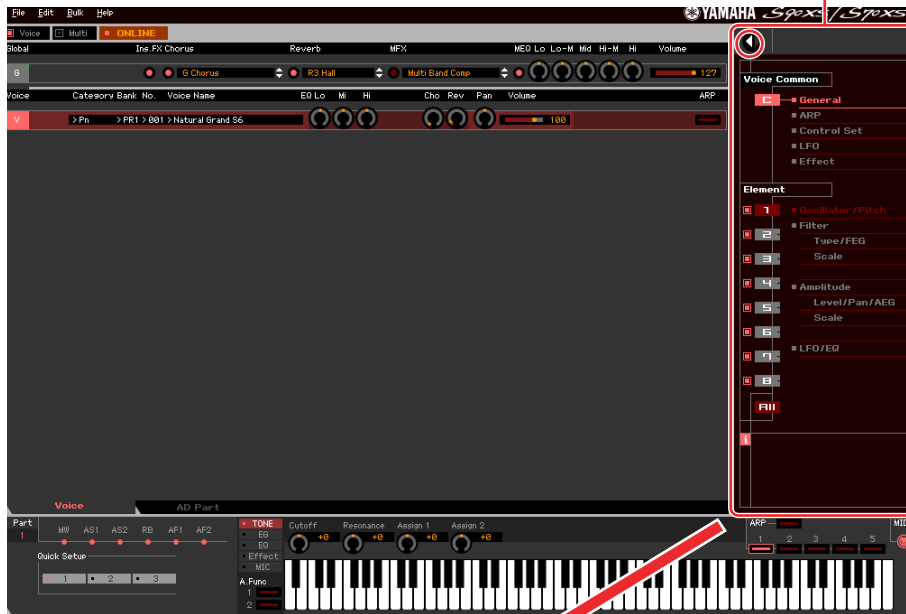 File Edit Bulk Help
YAMAHA S90XS/S70XS
Voice Multi ONLINE
Global Ins.FX Chorus Reverb MFX MEQ Lo Lo-M Mid Hi-M Hi Volume
G G Chorus R3 Hall Multi Band Comp 127
Voice Category Bank No. Voice Name EQ Lo Mi Hi Cho Rev Pan Volume ARP
V >Pn >PR1 >001 >Natural Grand S6 100
Voice Common
C General
ARP
Control Set
LFO
Effect
Element
1 Oscillator/Pitch
Filter
2 Type/FEG
3 Scale
4 Amplitude
5 Level/Pan/AEG
Scale
6
7 LFO/EQ
8
All
i
Voice AD Part
Part 1 MW AS1 AS2 RB AF1 AF2
Quick Setup
1 2 3
TONE
EG
EQ
Effect
MIC
A.Func
1
2
Cutoff Resonance Assign 1 Assign 2
+0 +0 +0 +0
ARP
1 2 3 4 5